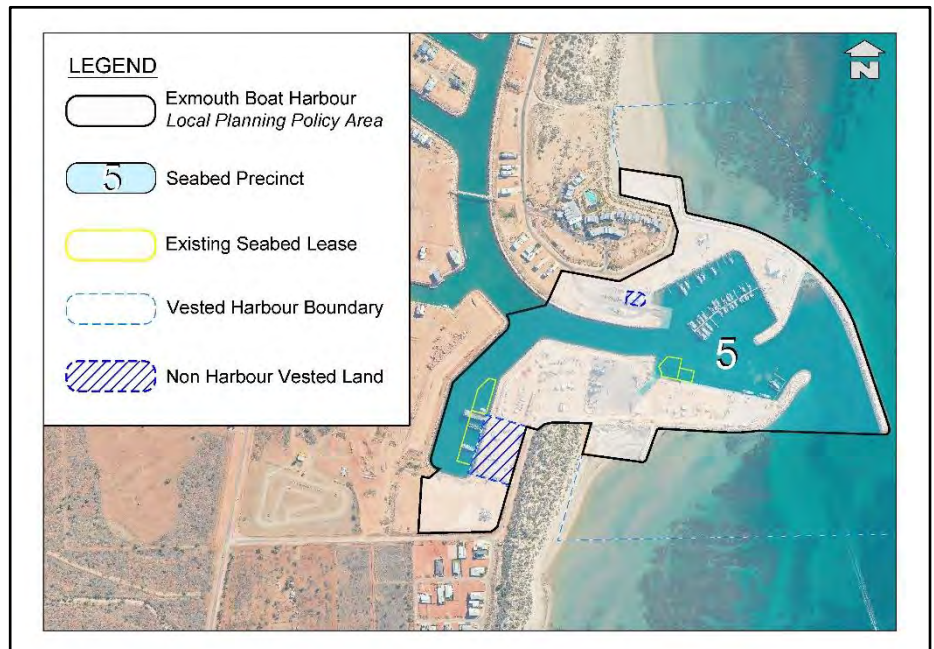 LEGEND
Exmouth Boat Harbour
Local Planning Policy Area
5
Seabed Precinct
Existing Seabed Lease
Vested Harbour Boundary
Non Harbour Vested Land
N
5